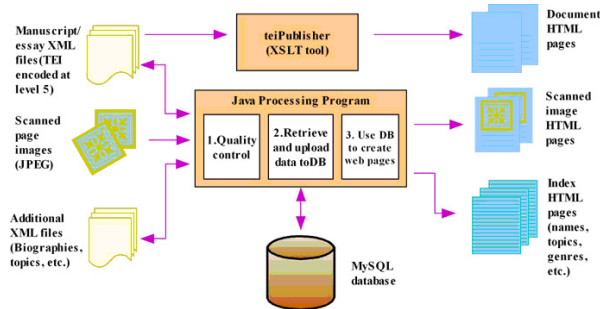 Manuscript/
essay XML
files(TEI
encoded at
level 5)
teiPublisher
(XSLT tool)
Document
HTML
pages
Java Processing Program
Scanned
page
images
(JPEG)
1.Quality
control
2.Retrieve
and upload
data toDB
3. Use DB
to create
web pages
Scanned
image
HTML
pages
Additional
XML files
(Biographies,
topics, etc.)
MySQL
database
Index
HTML
pages
(names,
topics,
genres,
etc.)